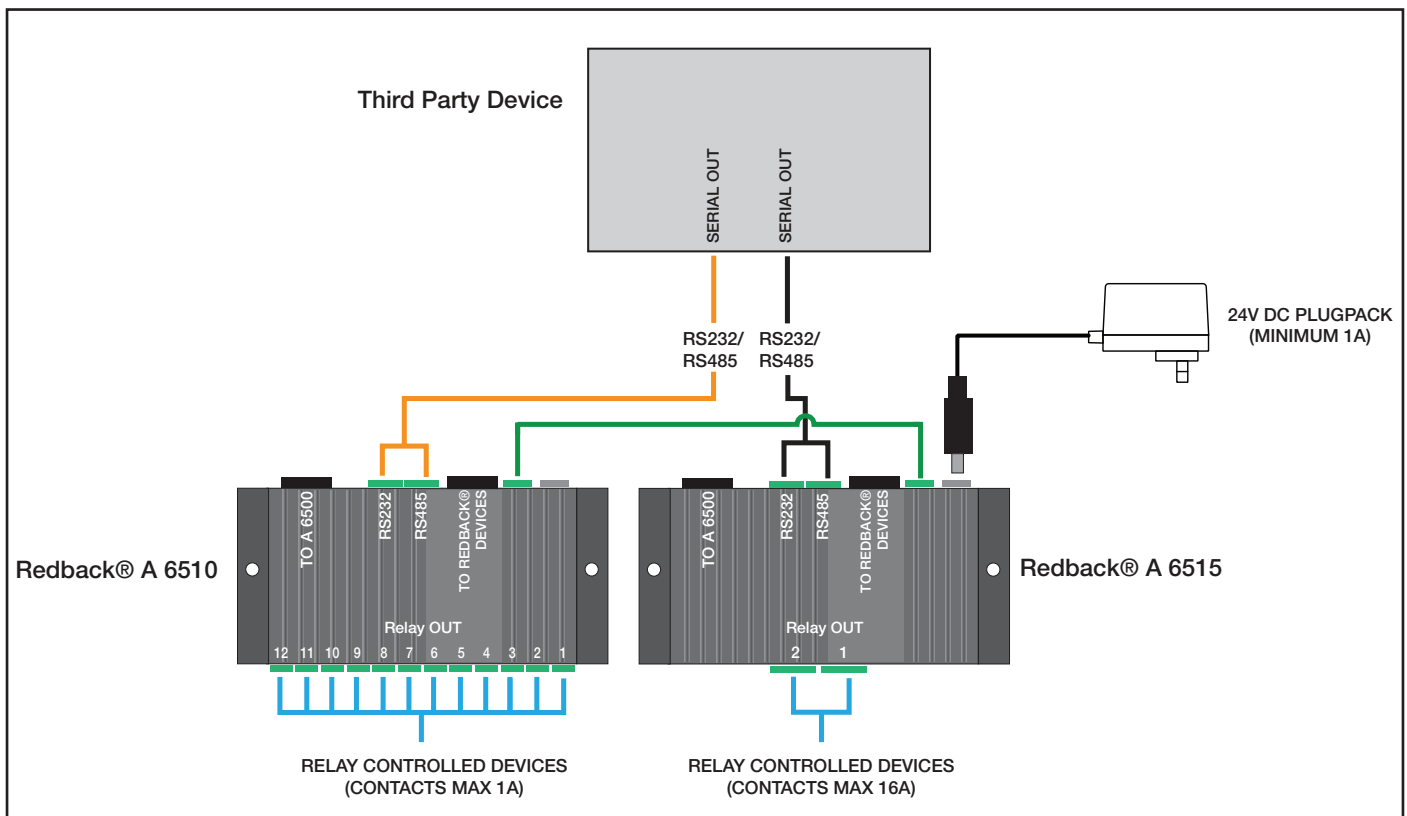 Third Party Device
SERIAL OUT
SERIAL OUT
RS232/
RS485
RS232/
RS485
24V DC PLUGPACK
(MINIMUM 1A)
Redback® A 6510
TO A 6500
RS232
RS485
TO REDBACK®
DEVICES
Relay OUT
12 11 10 9 8 7 6 5 4 3 2 1
RELAY CONTROLLED DEVICES
(CONTACTS MAX 1A)
TO A 6500
RS232
RS485
TO REDBACK®
DEVICES
Redback® A 6515
Relay OUT
2 1
RELAY CONTROLLED DEVICES
(CONTACTS MAX 16A)